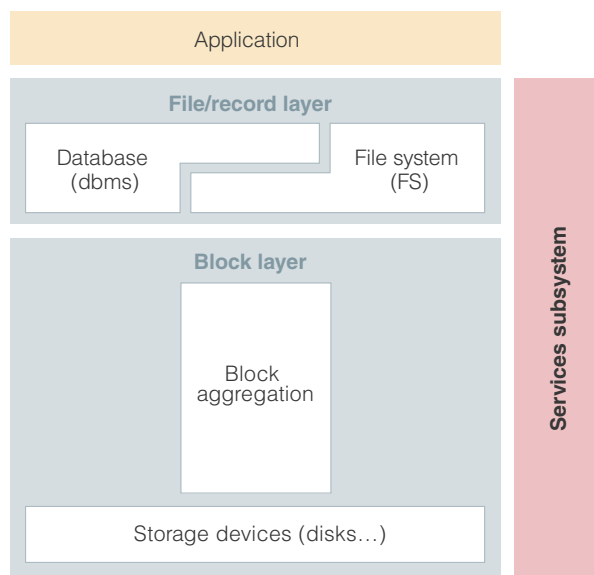 Application
File/record layer
Database
(dbms)
File system
(FS)
Block layer
Block
aggregation
Storage devices (disks…)
Services subsystem